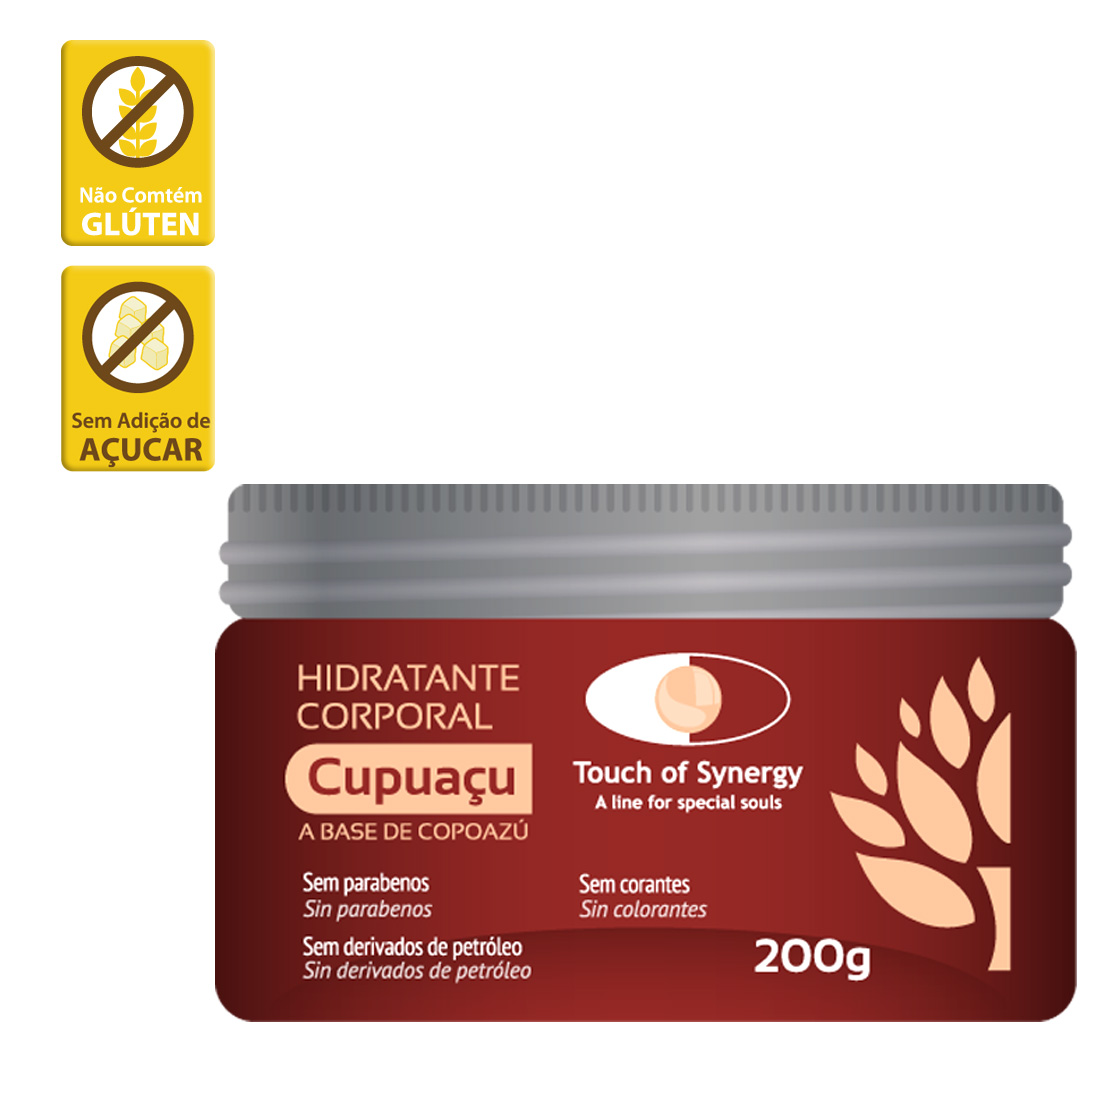 Não Comtém
GLÚTEN
Sem Adição de
AÇUCAR
HIDRATANTE
CORPORAL
Cupuaçu
A BASE DE COPOAZÚ
Touch of Synergy
A line for special souls
Sem parabenos
Sin parabenos
Sem derivados de petróleo
Sin derivados de petróleo
Sem corantes
Sin colorantes
200g